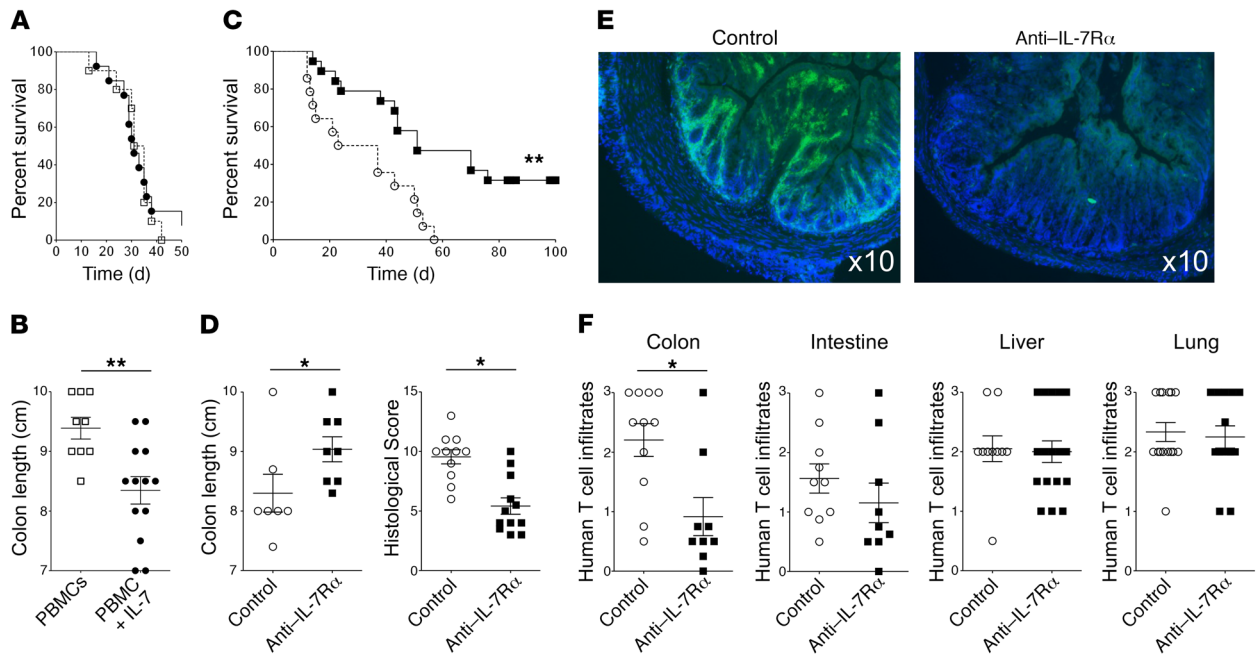 A
C
E
Control
Anti–IL-7Rα
100
80
60
40
20
0
Percent survival
0 10 20 30 40 50
Time (d)
100
80
60
40
20
0
Percent survival
**
0 20 40 60 80 100
Time (d)
x10
x10
B
**
10
9
8
7
Colon length (cm)
PBMCs
PBMC
+ IL-7
D
*
10
9
8
7
6
Colon length (cm)
Control
Anti–IL-7Rα
*
15
10
5
0
Histological Score
Control
Anti–IL-7Rα
F
Colon
Intestine
Liver
Lung
*
3
2
1
0
Human T cell infiltrates
Control
Anti–IL-7Rα
3
2
1
0
Human T cell infiltrates
Control
Anti–IL-7Rα
3
2
1
0
Human T cell infiltrates
Control
Anti–IL-7Rα
3
2
1
0
Human T cell infiltrates
Control
Anti–IL-7Rα